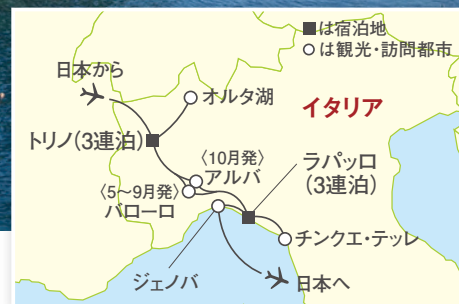 ■は宿泊地
○は観光・訪問都市
日本から
オルタ湖
イタリア
トリノ(3連泊)
〈10月発〉
アルバ
ラパッロ
(3連泊)
〈5〜9月発〉
バローロ
チンクエ・テッレ
ジェノバ
日本へ